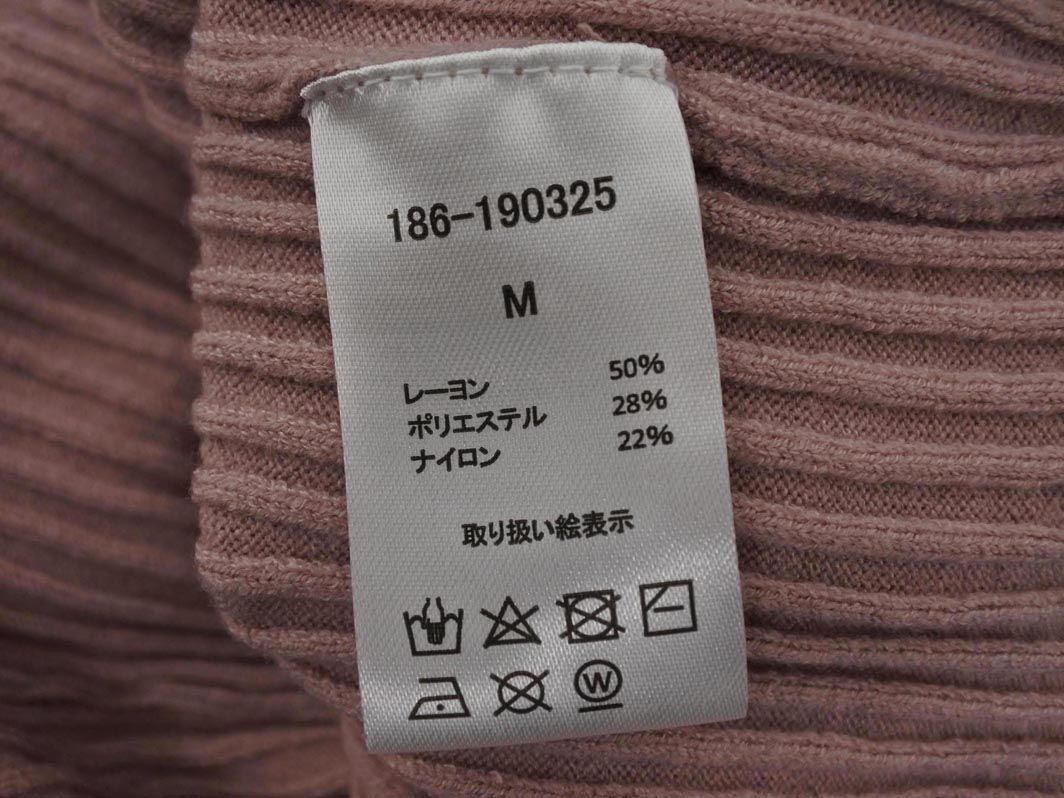 186-190325
M
レーヨン 50%
ポリエステル 28%
ナイロン 22%
取り扱い絵表示
W